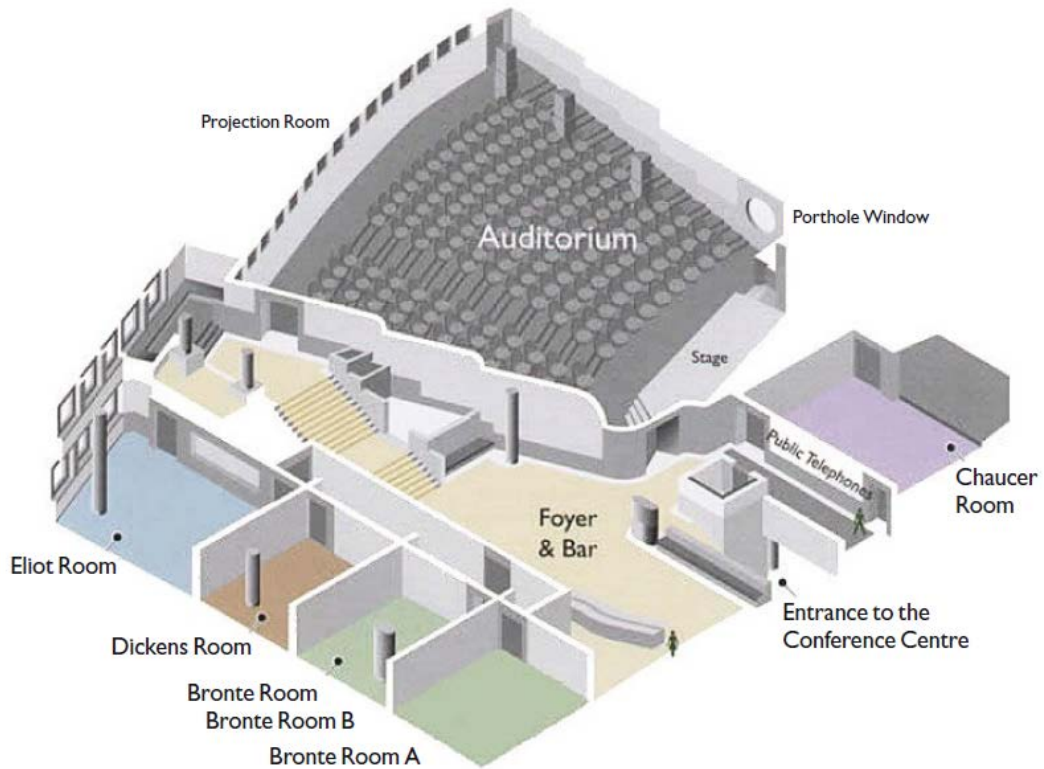 Projection Room
Porthole Window
Auditorium
Stage
Public Telephones
Chaucer
Room
Foyer
& Bar
Eliot Room
Entrance to the
Conference Centre
Dickens Room
Bronte Room
Bronte Room B
Bronte Room A